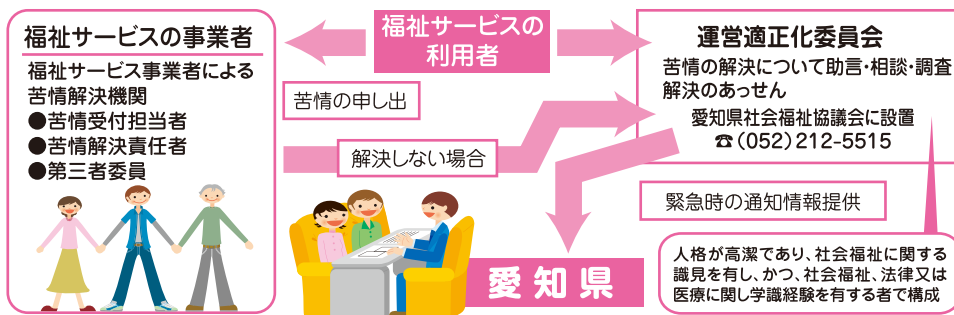 福祉サービスの事業者
福祉サービス事業者による
苦情解決機関
●苦情受付担当者
●苦情解決責任者
●第三者委員
福祉サービスの
利用者
苦情の申し出
解決しない場合
運営適正化委員会
苦情の解決について助言・相談・調査
解決のあっせん
愛知県社会福祉協議会に設置
☎(052)212-5515
緊急時の通知情報提供
愛知県
人格が高潔であり、社会福祉に関する
識見を有し、かつ、社会福祉、法律又は
医療に関し学識経験を有する者で構成